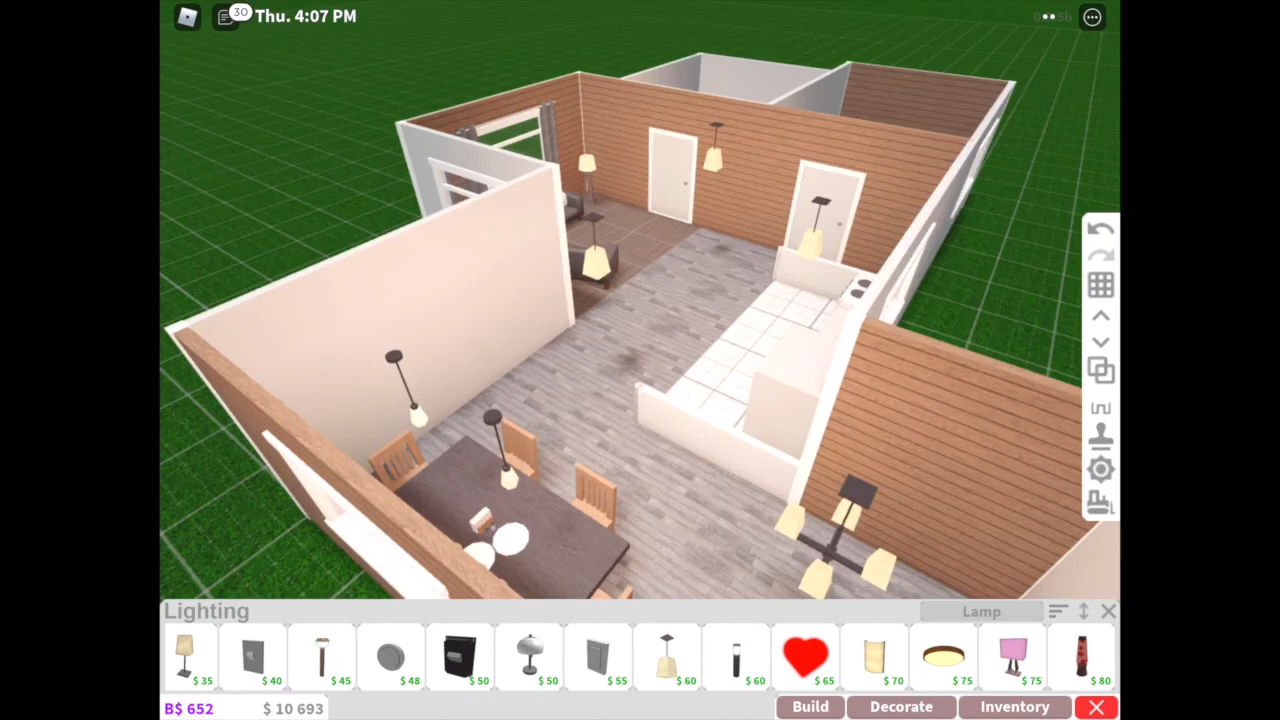 30
Thu. 4:07 PM
Lighting
Lamp
$ 35
$ 40
$ 45
$ 48
$ 50
$ 50
$ 55
$ 60
$ 60
$ 65
$ 70
$ 75
$ 75
$ 80
B$ 652
$ 10 693
Build
Decorate
Inventory